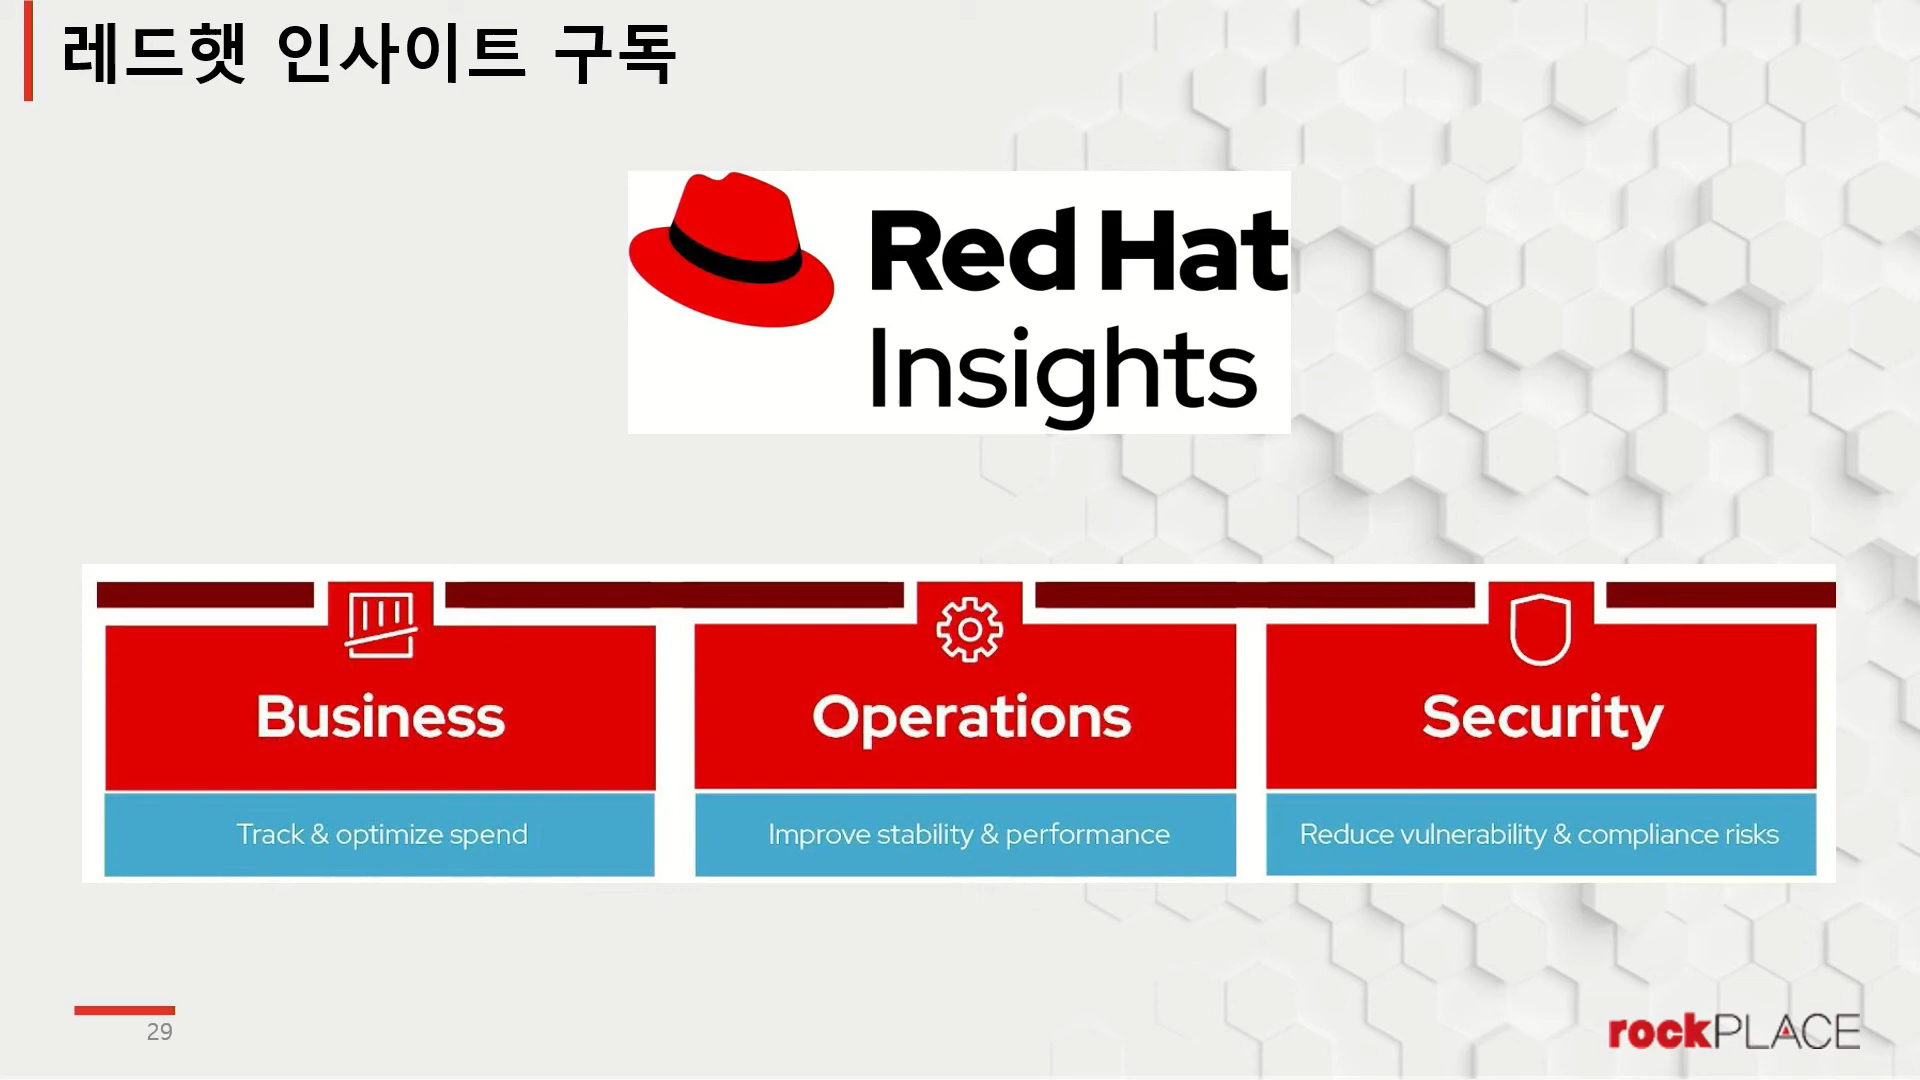 레드햇 인사이트 구독
Red Hat
Insights
Business
Operations
Security
Track & optimize spend
Improve stability & performance
Reduce vulnerability & compliance risks
29
rockPLACE